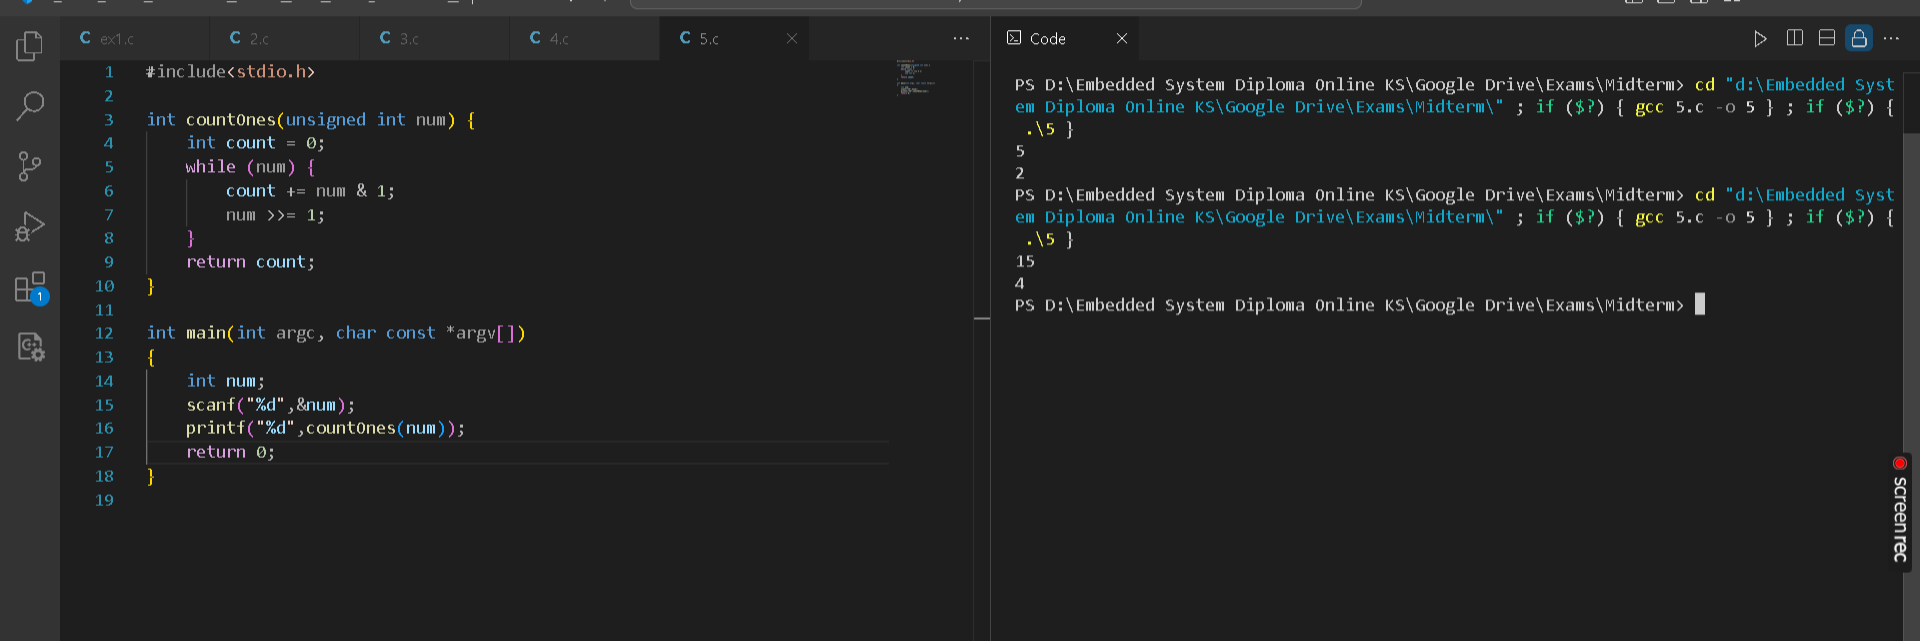 ex1.c
2.c
3.c
4.c
5.c
1 #include<stdio.h>
2
3 int countOnes(unsigned int num) {
4 int count = 0;
5 while (num) {
6 count += num & 1;
7 num >>= 1;
8 }
9 return count;
10 }
11
12 int main(int argc, char const *argv[])
13 {
14 int num;
15 scanf("%d",&num);
16 printf("%d",countOnes(num));
17 return 0;
18 }
19
1
Code
PS D:\Embedded System Diploma Online KS\Google Drive\Exams\Midterm> cd "d:\Embedded Syst
em Diploma Online KS\Google Drive\Exams\Midterm\" ; if ($?) { gcc 5.c -o 5 } ; if ($?) {
.\5 }
5
2
PS D:\Embedded System Diploma Online KS\Google Drive\Exams\Midterm> cd "d:\Embedded Syst
em Diploma Online KS\Google Drive\Exams\Midterm\" ; if ($?) { gcc 5.c -o 5 } ; if ($?) {
.\5 }
15
4
PS D:\Embedded System Diploma Online KS\Google Drive\Exams\Midterm>
screenrec